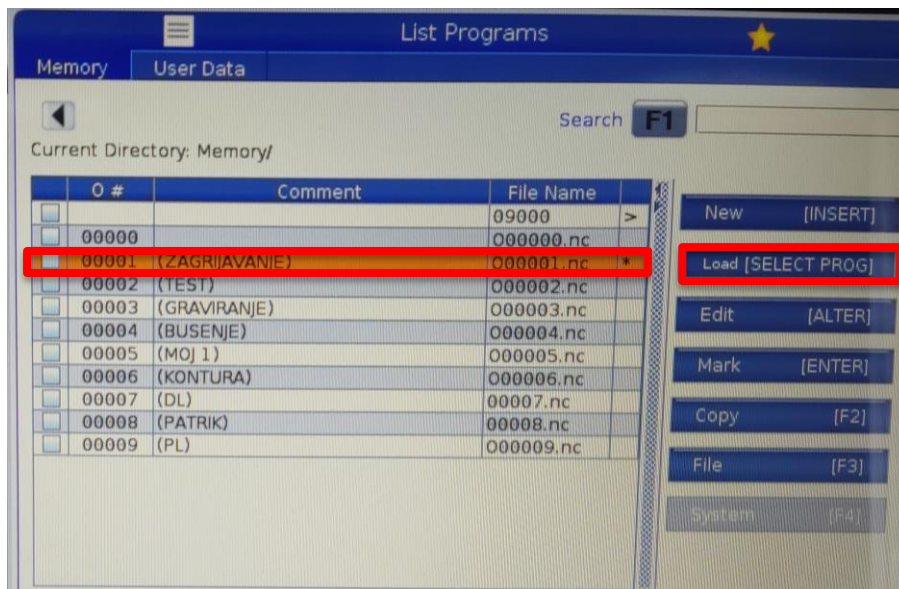 List Programs
Memory User Data
Search F1
Current Directory: Memory/
O # Comment File Name
09000 >
00000 O00000.nc
00001 (ZAGRIJAVANJE) O00001.nc *
00002 (TEST) O00002.nc
00003 (GRAVIRANJE) O00003.nc
00004 (BUSENJE) O00004.nc
00005 (MOJ 1) O00005.nc
00006 (KONTURA) O00006.nc
00007 (DL) 00007.nc
00008 (PATRIK) 00008.nc
00009 (PL) O00009.nc
New [INSERT]
Load [SELECT PROG]
Edit [ALTER]
Mark [ENTER]
Copy [F2]
File [F3]
System [F4]